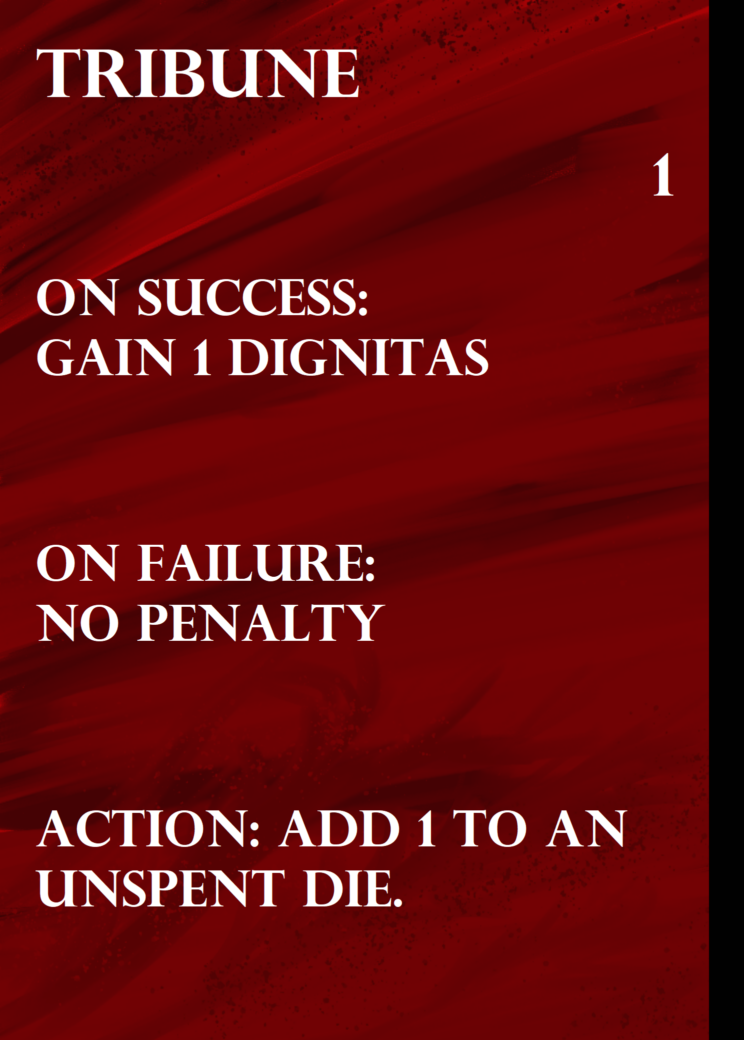 TRIBUNE
1
ON SUCCESS:
GAIN 1 DIGNITAS
ON FAILURE:
NO PENALTY
ACTION: ADD 1 TO AN
UNSPENT DIE.